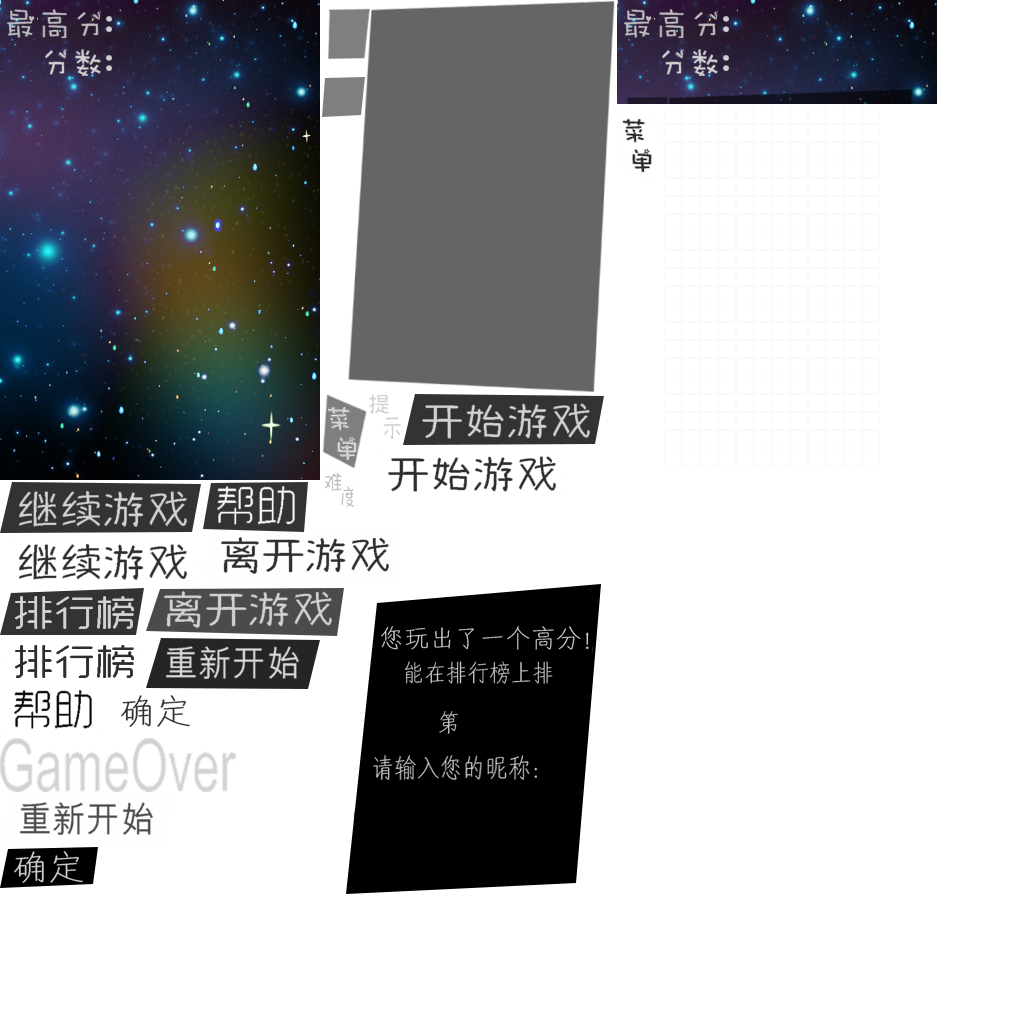 最高分:
分数:
最高分:
分数:
菜单
菜单
提示
开始游戏
难度
开始游戏
继续游戏
帮助
继续游戏
离开游戏
排行榜
离开游戏
排行榜
重新开始
帮助
确定
GameOver
重新开始
确定
您玩出了一个高分!
能在排行榜上排
第
请输入您的昵称: